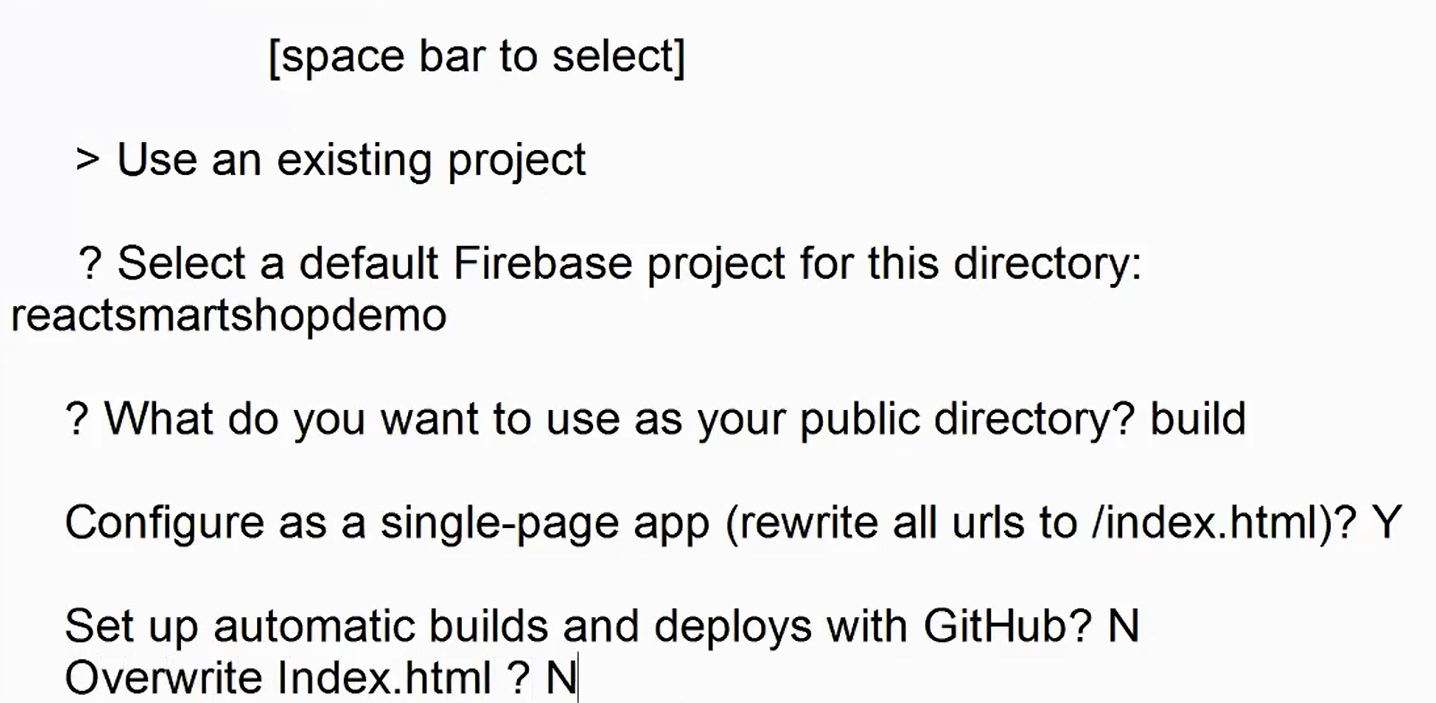 [space bar to select]
> Use an existing project
? Select a default Firebase project for this directory:
reactsmartshopdemo
? What do you want to use as your public directory? build
Configure as a single-page app (rewrite all urls to /index.html)? Y
Set up automatic builds and deploys with GitHub? N
Overwrite Index.html ? N